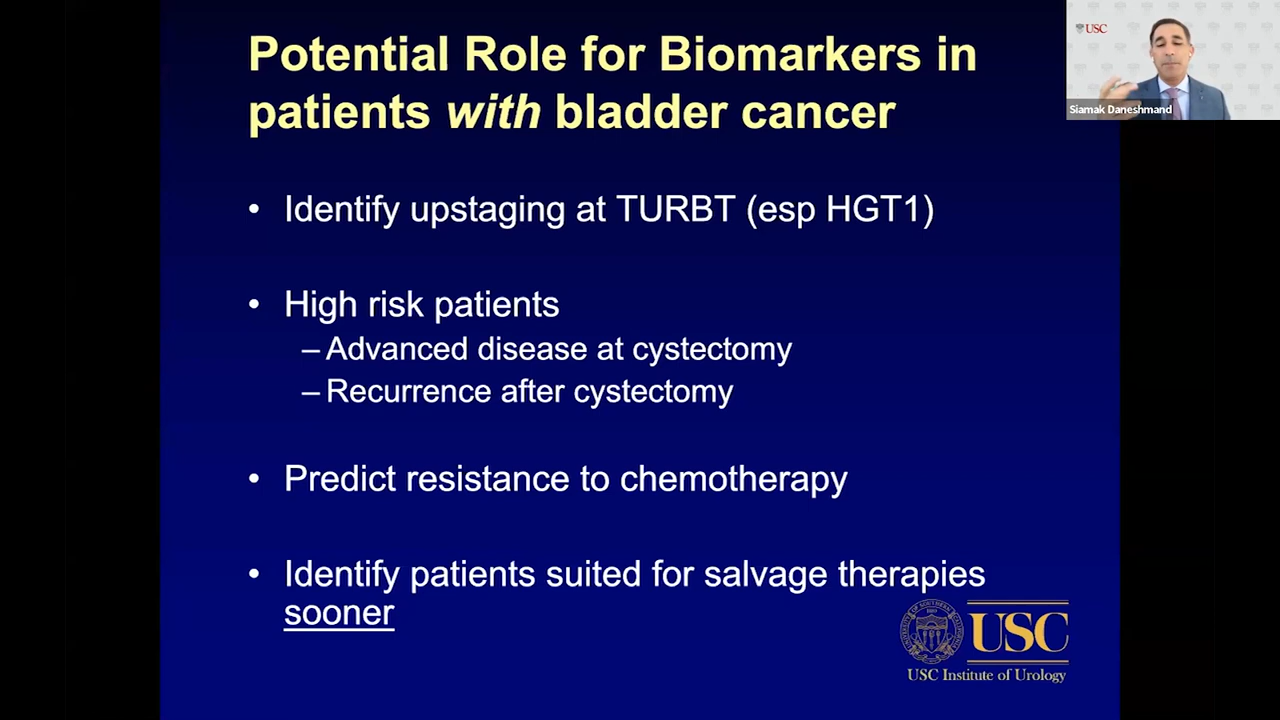 Potential Role for Biomarkers in
patients with bladder cancer
USC
Siamak Daneshmand
• Identify upstaging at TURBT (esp HGT1)
• High risk patients
– Advanced disease at cystectomy
– Recurrence after cystectomy
• Predict resistance to chemotherapy
• Identify patients suited for salvage therapies
sooner
USC
USC Institute of Urology